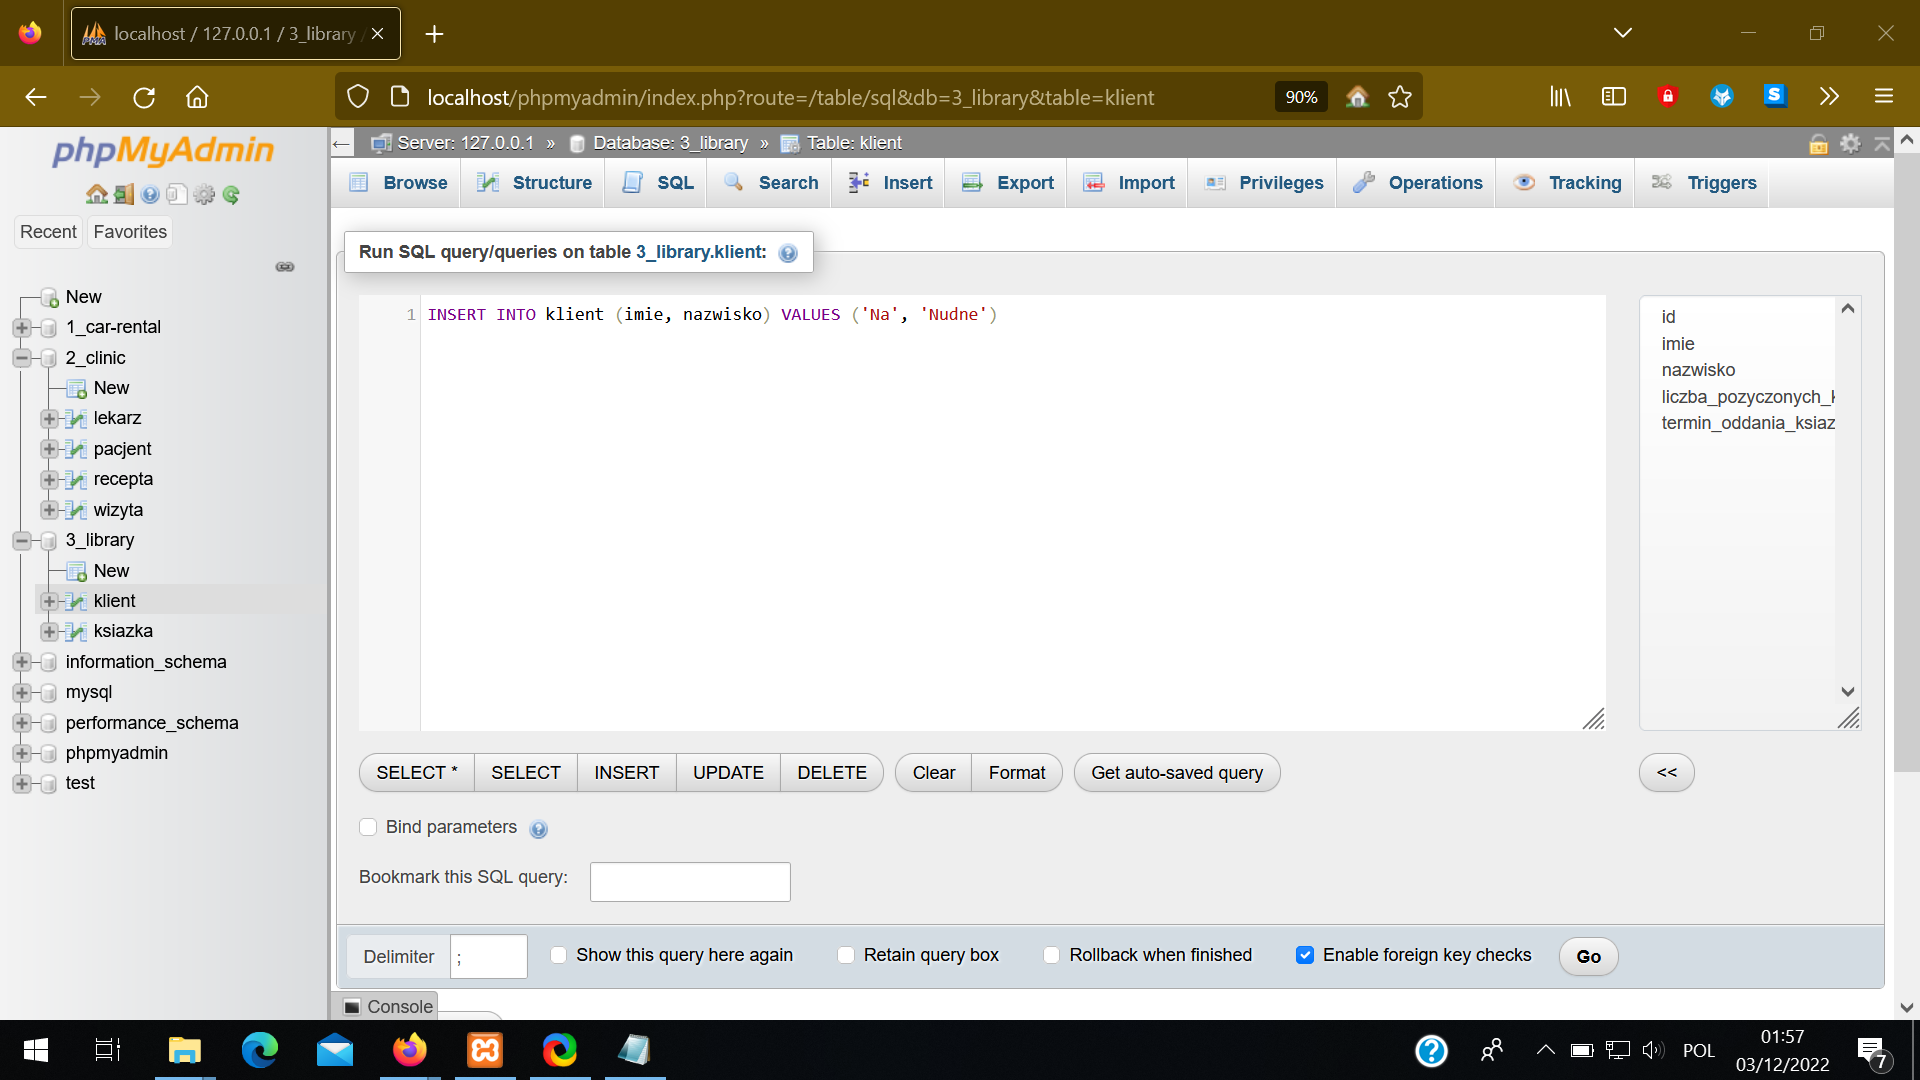 localhost / 127.0.0.1 / 3_library /
localhost/phpmyadmin/index.php?route=/table/sql&db=3_library&table=klient
90%
phpMyAdmin
Recent
Favorites
New
1_car-rental
2_clinic
New
lekarz
pacjent
recepta
wizyta
3_library
New
klient
ksiazka
information_schema
mysql
performance_schema
phpmyadmin
test
Server: 127.0.0.1 » Database: 3_library » Table: klient
Browse
Structure
SQL
Search
Insert
Export
Import
Privileges
Operations
Tracking
Triggers
Run SQL query/queries on table 3_library.klient:
1 INSERT INTO klient (imie, nazwisko) VALUES ('Na', 'Nudne')
id
imie
nazwisko
liczba_pozyczonych_k
termin_oddania_ksiaz
SELECT *
SELECT
INSERT
UPDATE
DELETE
Clear
Format
Get auto-saved query
<<
Bind parameters
Bookmark this SQL query:
Delimiter
;
Show this query here again
Retain query box
Rollback when finished
Enable foreign key checks
Go
Console
POL
01:57
03/12/2022
7